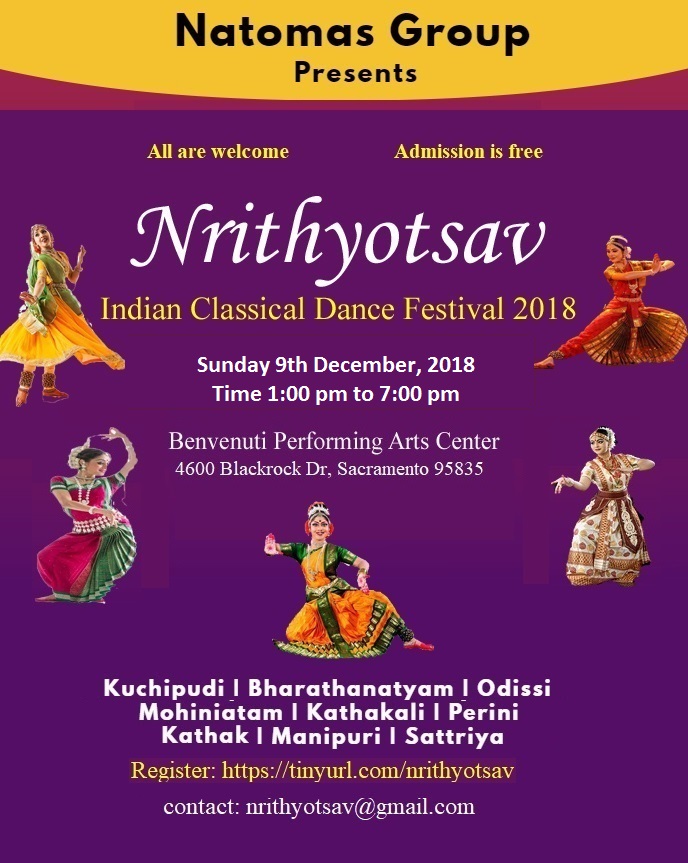 Natomas Group
Presents
All are welcome Admission is free
Nrithyotsav
Indian Classical Dance Festival 2018
Sunday 9th December, 2018
Time 1:00 pm to 7:00 pm
Benvenuti Performing Arts Center
4600 Blackrock Dr, Sacramento 95835
Kuchipudi | Bharathanatyam | Odissi
Mohiniatam | Kathakali | Perini
Kathak | Manipuri | Sattriya
Register: https://tinyurl.com/nrithyotsav
contact: nrithyotsav@gmail.com